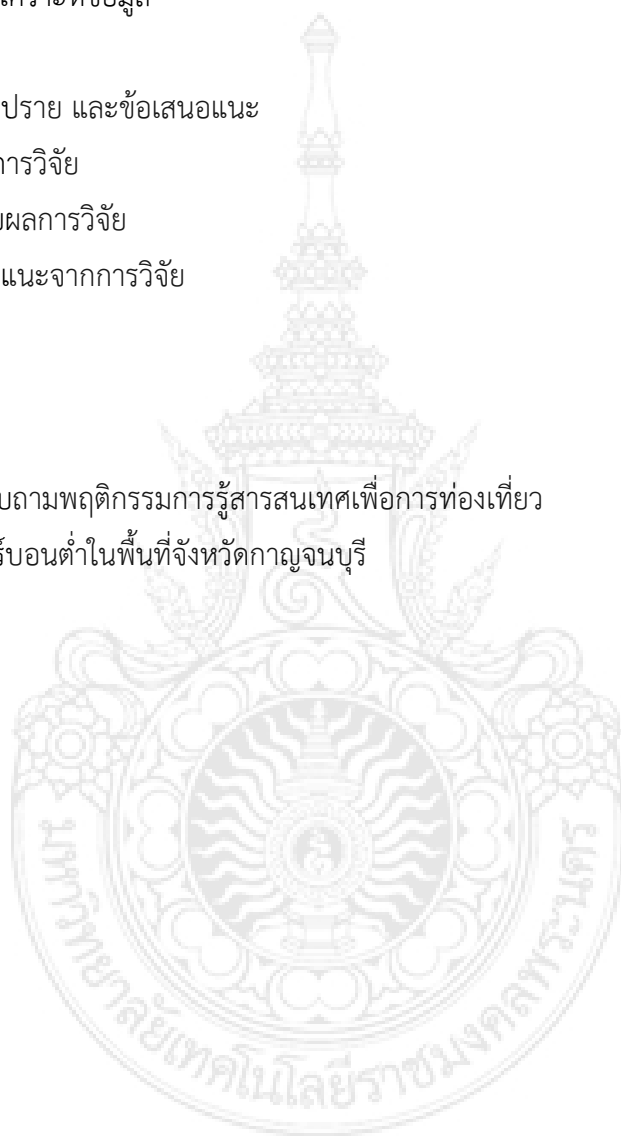 ปราย และข้อเสนอแนะ
การวิจัย
ผลการวิจัย
แนะจากการวิจัย
บถามพฤติกรรมการรู้สารสนเทศเพื่อการท่องเที่ยว
ร์บอนต่ำในพื้นที่จังหวัดกาญจนบุรี
มหาวิทยาลัยเทคโนโลยีราชมงคลพระนคร